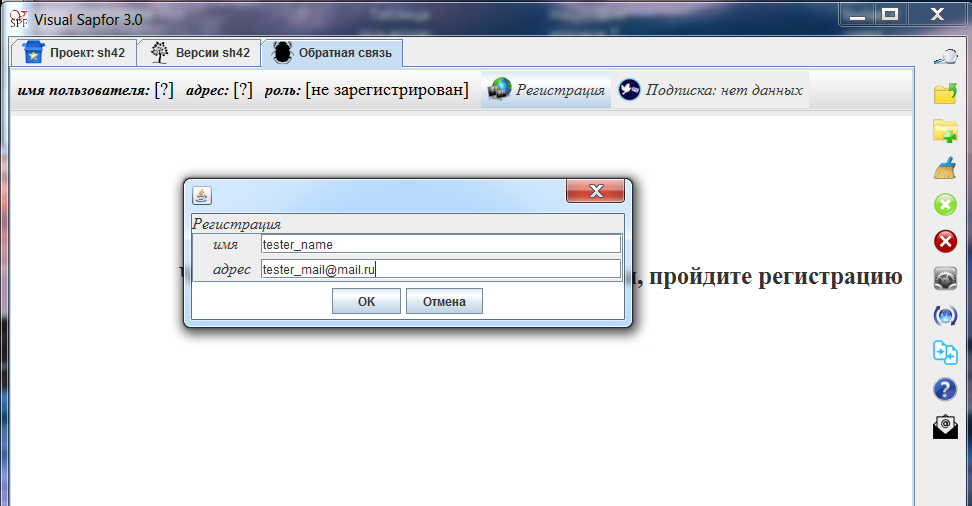 SPF Visual Sapfor 3.0
Проект: sh42 Версии sh42 Обратная связь
имя пользователя: [?] адрес: [?] роль: [не зарегистрирован] Регистрация Подписка: нет данных
Регистрация
имя tester_name
адрес tester_mail@mail.ru
, пройдите регистрацию
OK Отмена